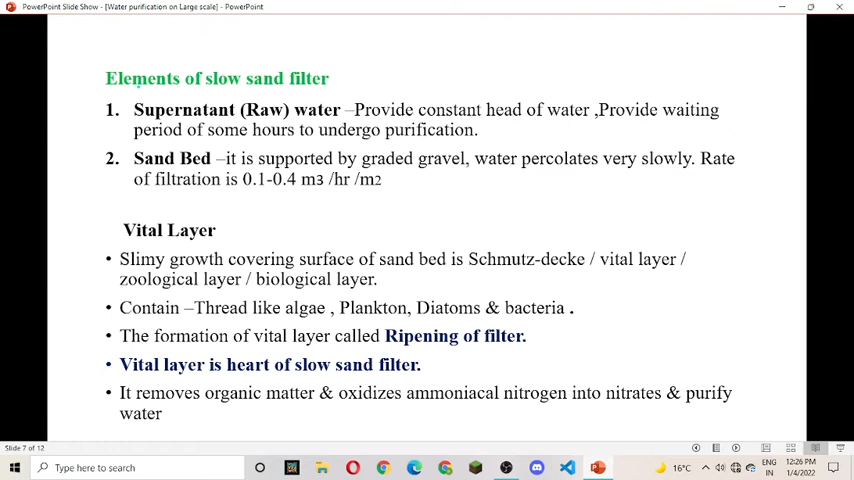 PowerPoint Slide Show - [Water purification on Large scale] - PowerPoint
Elements of slow sand filter
1. Supernatant (Raw) water –Provide constant head of water ,Provide waiting
period of some hours to undergo purification.
2. Sand Bed –it is supported by graded gravel, water percolates very slowly. Rate
of filtration is 0.1-0.4 m3 /hr /m2
Vital Layer
• Slimy growth covering surface of sand bed is Schmutz-decke / vital layer /
zoological layer / biological layer.
• Contain –Thread like algae , Plankton, Diatoms & bacteria .
• The formation of vital layer called Ripening of filter.
• Vital layer is heart of slow sand filter.
• It removes organic matter & oxidizes ammoniacal nitrogen into nitrates & purify
water
Slide 7 of 12
Type here to search
16°C
ENG
IN
12:26 PM
1/4/2022